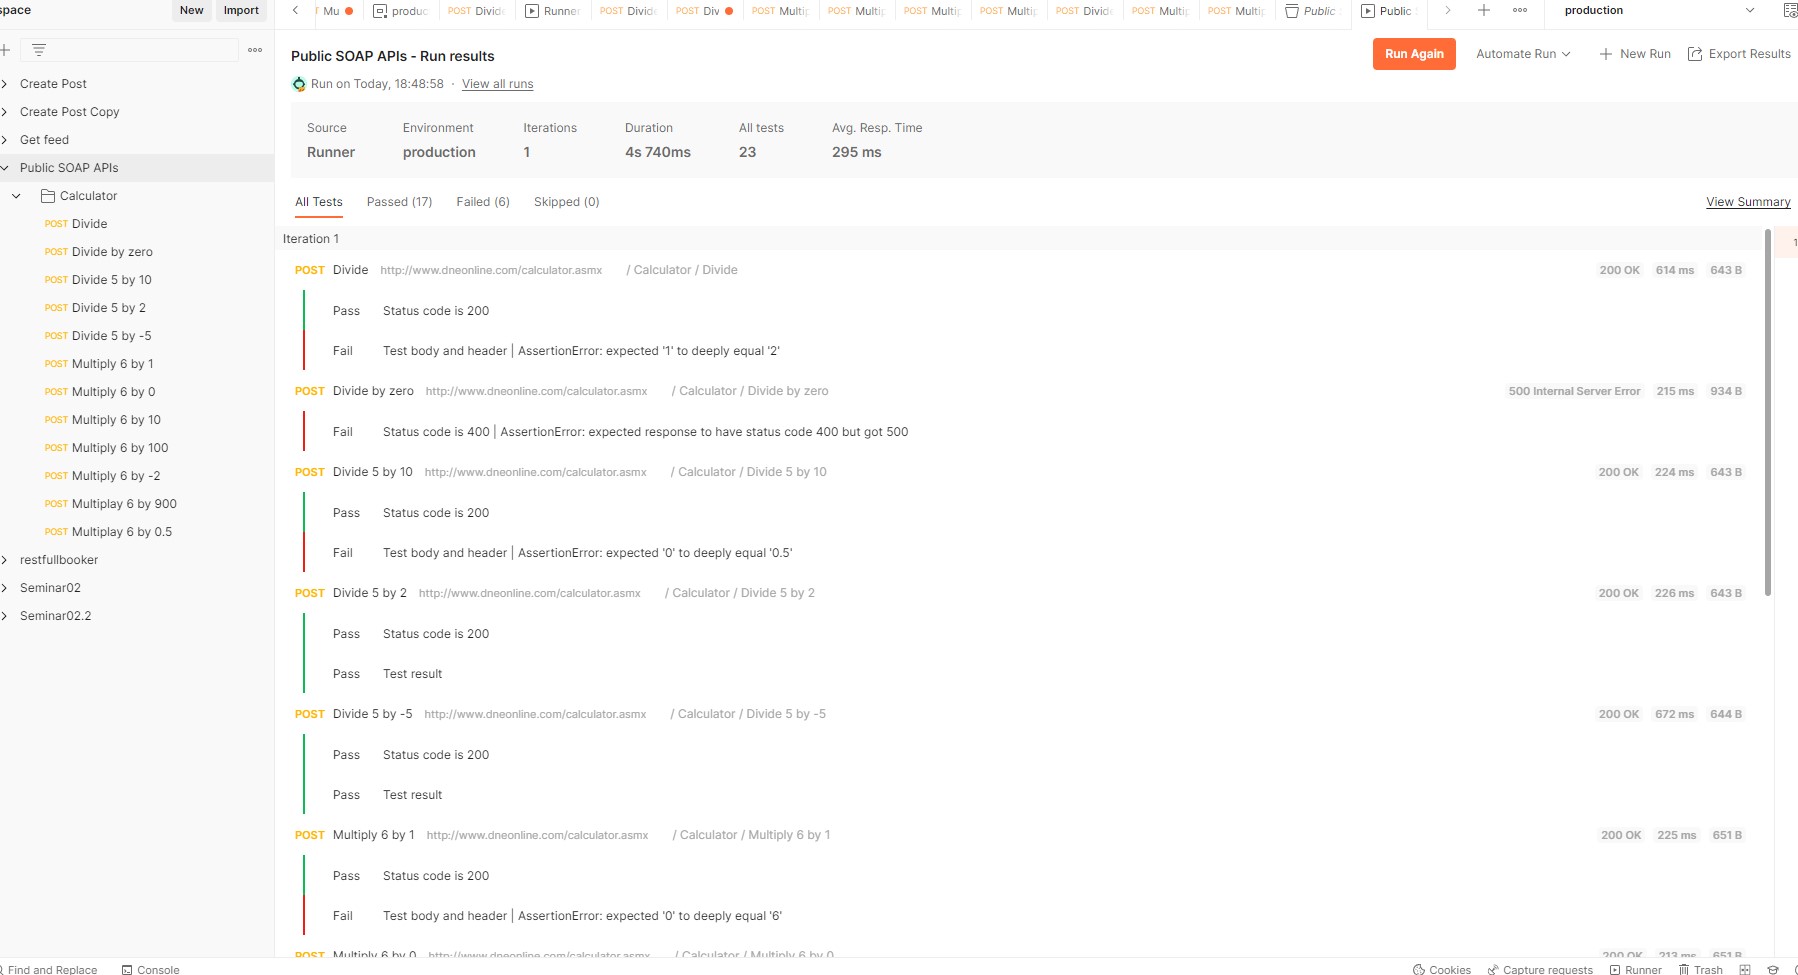 space New Import
Mu produc POST Divide Runner POST Divide POST Div POST Multip POST Multip POST Multip POST Multip POST Divide POST Multip POST Multip Public Public production
Public SOAP APIs - Run results
Run Again Automate Run New Run Export Results
Run on Today, 18:48:58 · View all runs
Create Post
Create Post Copy
Get feed
Public SOAP APIs
Calculator
POST Divide
POST Divide by zero
POST Divide 5 by 10
POST Divide 5 by 2
POST Divide 5 by -5
POST Multiply 6 by 1
POST Multiply 6 by 0
POST Multiply 6 by 10
POST Multiply 6 by 100
POST Multiply 6 by -2
POST Multiplay 6 by 900
POST Multiplay 6 by 0.5
restfullbooker
Seminar02
Seminar02.2
Source Environment Iterations Duration All tests Avg. Resp. Time
Runner production 1 4s 740ms 23 295 ms
All Tests Passed (17) Failed (6) Skipped (0) View Summary
Iteration 1
1
POST Divide http://www.dneonline.com/calculator.asmx / Calculator / Divide 200 OK 614 ms 643 B
Pass Status code is 200
Fail Test body and header | AssertionError: expected '1' to deeply equal '2'
POST Divide by zero http://www.dneonline.com/calculator.asmx / Calculator / Divide by zero 500 Internal Server Error 215 ms 934 B
Fail Status code is 400 | AssertionError: expected response to have status code 400 but got 500
POST Divide 5 by 10 http://www.dneonline.com/calculator.asmx / Calculator / Divide 5 by 10 200 OK 224 ms 643 B
Pass Status code is 200
Fail Test body and header | AssertionError: expected '0' to deeply equal '0.5'
POST Divide 5 by 2 http://www.dneonline.com/calculator.asmx / Calculator / Divide 5 by 2 200 OK 226 ms 643 B
Pass Status code is 200
Pass Test result
POST Divide 5 by -5 http://www.dneonline.com/calculator.asmx / Calculator / Divide 5 by -5 200 OK 672 ms 644 B
Pass Status code is 200
Pass Test result
POST Multiply 6 by 1 http://www.dneonline.com/calculator.asmx / Calculator / Multiply 6 by 1 200 OK 225 ms 651 B
Pass Status code is 200
Fail Test body and header | AssertionError: expected '0' to deeply equal '6'
POST Multiply 6 by 0 http://www.dneonline.com/calculator.asmx / Calculator / Multiply 6 by 0 200 OK 213 ms 651 B
Find and Replace Console Cookies Capture requests Runner Trash